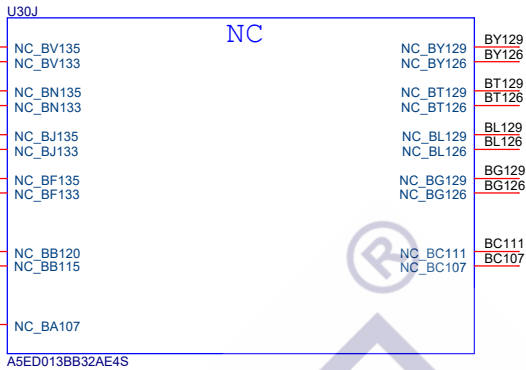 U30J
NC
NC_BV135 NC_BY129 BY129
NC_BV133 NC_BY126 BY126
NC_BN135 NC_BT129 BT129
NC_BN133 NC_BT126 BT126
NC_BJ135 NC_BL129 BL129
NC_BJ133 NC_BL126 BL126
NC_BF135 NC_BG129 BG129
NC_BF133 NC_BG126 BG126
NC_BB120 NC_BC111 BC111
NC_BB115 NC_BC107 BC107
NC_BA107
A5ED013BB32AE4S
®